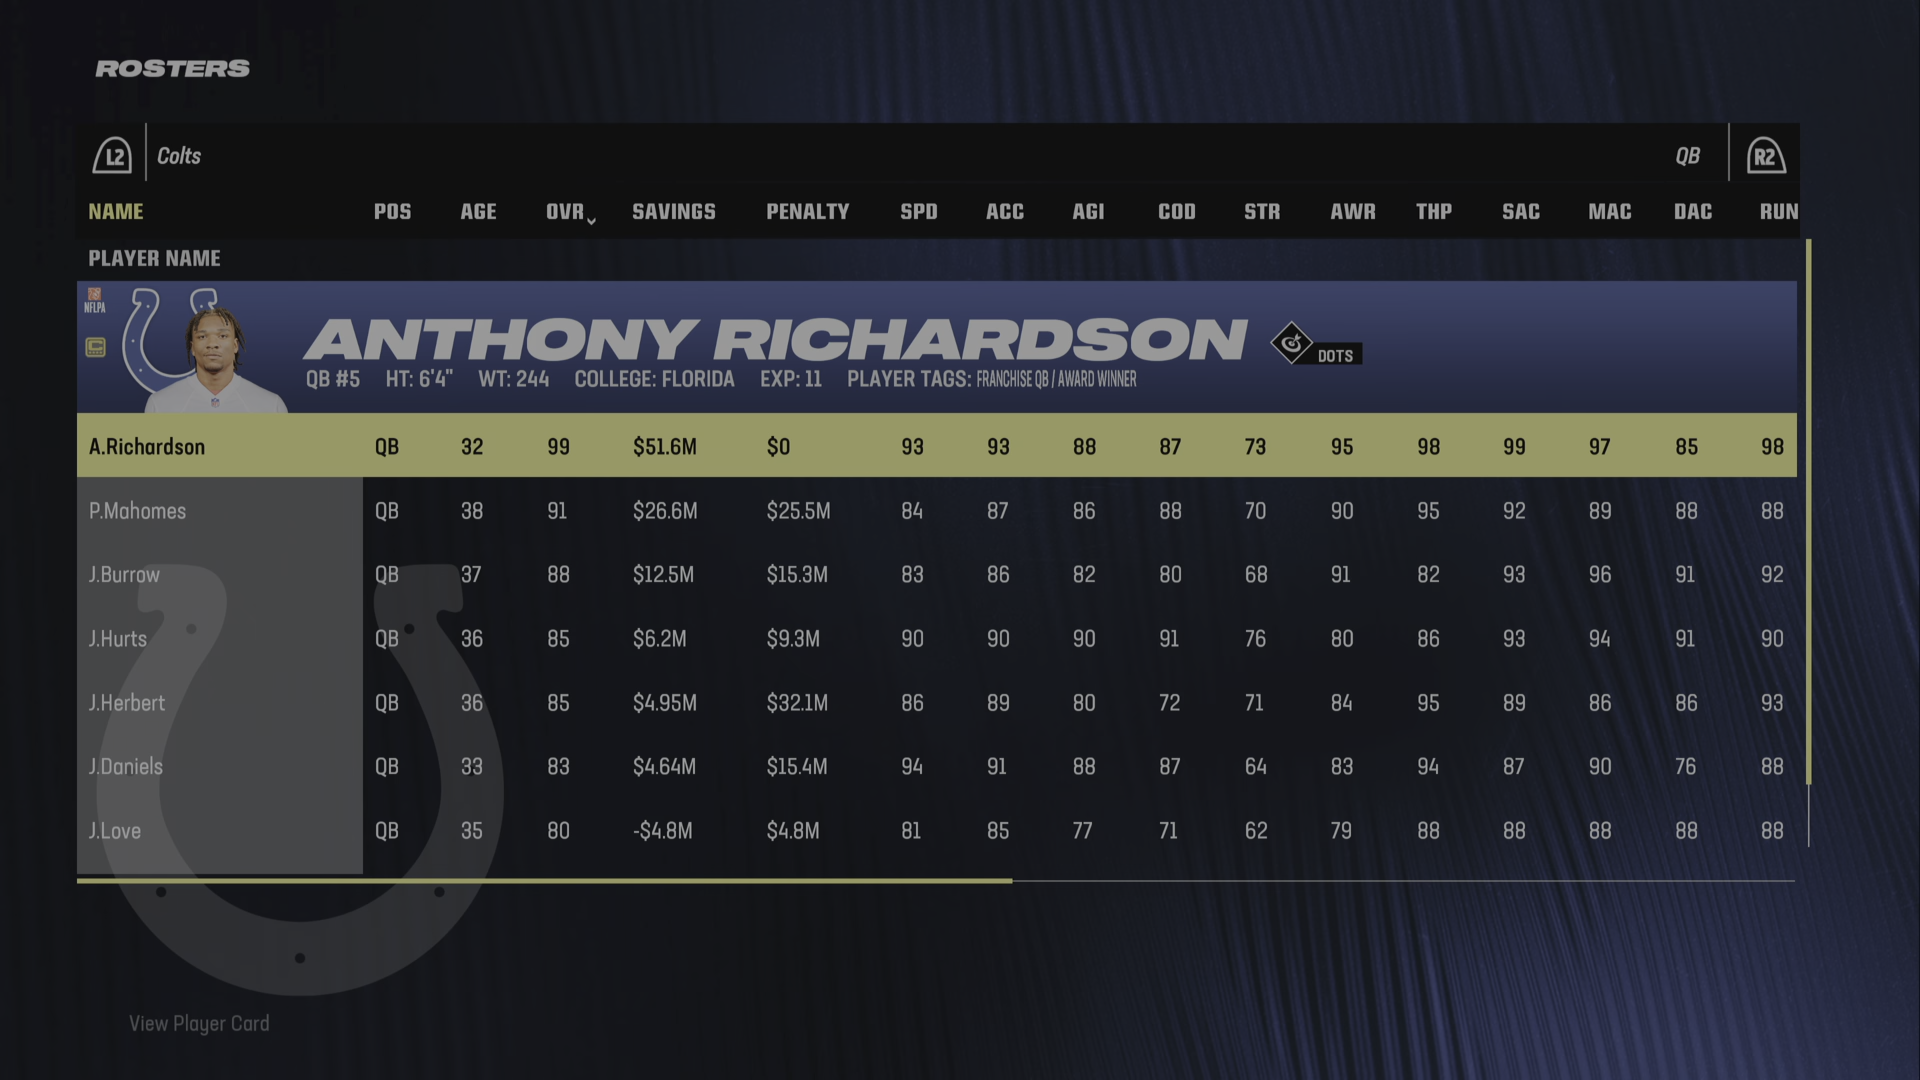 ROSTERS
L2 Colts QB R2
NAME POS AGE OVR SAVINGS PENALTY SPD ACC AGI COD STR AWR THP SAC MAC DAC RUN
PLAYER NAME
NFLPA
C
ANTHONY RICHARDSON DOTS
QB #5 HT: 6'4" WT: 244 COLLEGE: FLORIDA EXP: 11 PLAYER TAGS: FRANCHISE QB / AWARD WINNER
A.Richardson QB 32 99 $51.6M $0 93 93 88 87 73 95 98 99 97 85 98
P.Mahomes QB 38 91 $26.6M $25.5M 84 87 86 88 70 90 95 92 89 88 88
J.Burrow QB 37 88 $12.5M $15.3M 83 86 82 80 68 91 82 93 96 91 92
J.Hurts QB 36 85 $6.2M $9.3M 90 90 90 91 76 80 86 93 94 91 90
J.Herbert QB 36 85 $4.95M $32.1M 86 89 80 72 71 84 95 89 86 86 93
J.Daniels QB 33 83 $4.64M $15.4M 94 91 88 87 64 83 94 87 90 76 88
J.Love QB 35 80 -$4.8M $4.8M 81 85 77 71 62 79 88 88 88 88 88
View Player Card